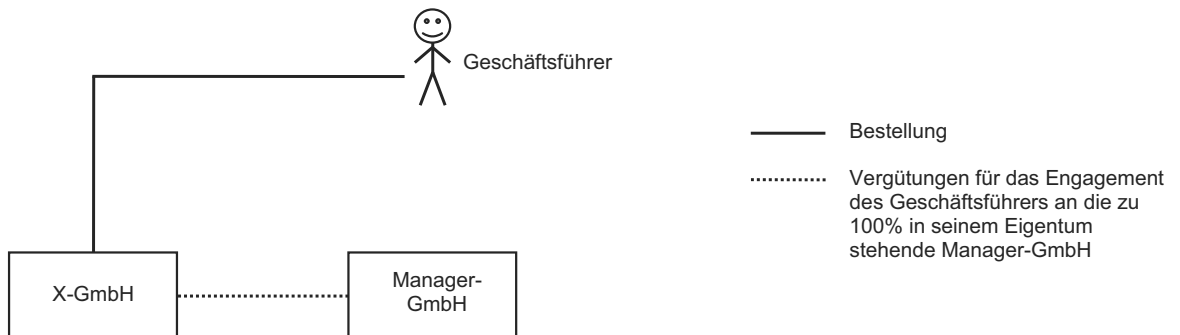 Geschäftsführer
Bestellung
Vergütungen für das Engagement
des Geschäftsführers an die zu
100% in seinem Eigentum
stehende Manager-GmbH
X-GmbH
Manager-
GmbH